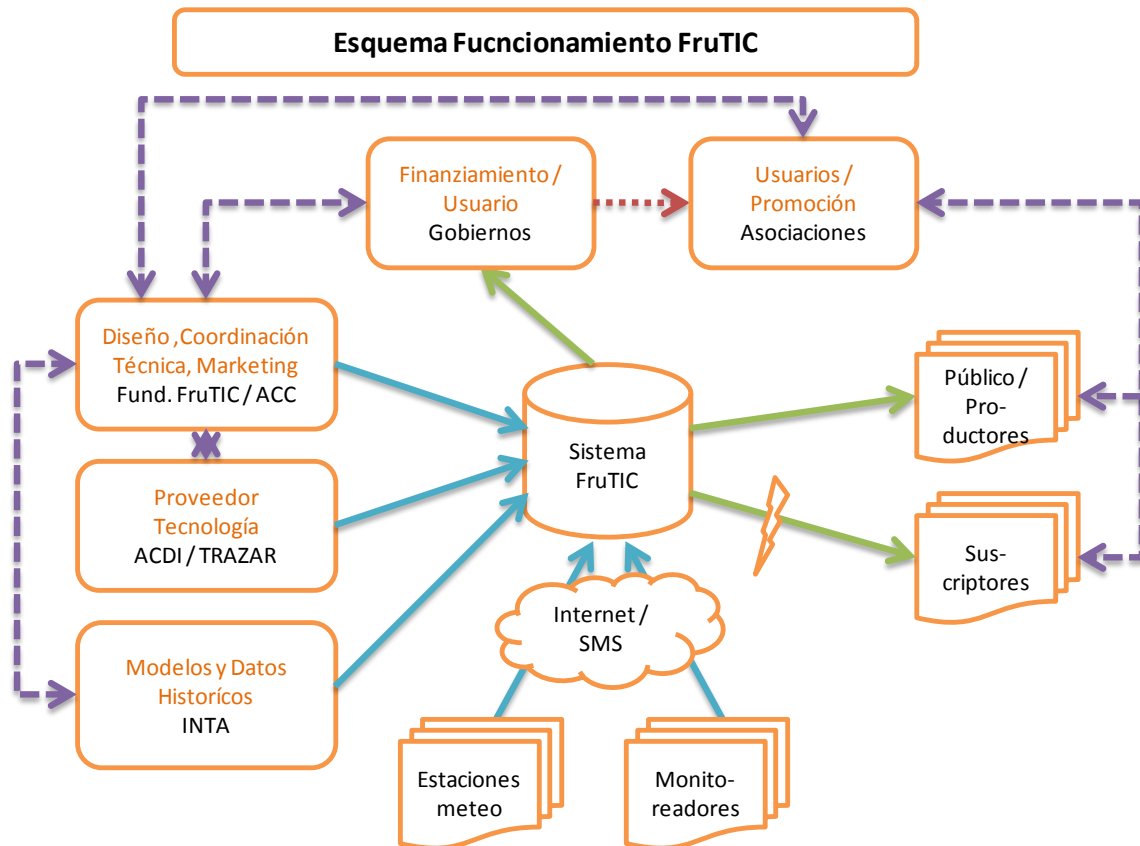 Esquema Fucncionamiento FruTIC
Finanziamiento /
Usuario
Gobiernos
Usuarios /
Promoción
Asociaciones
Diseño ,Coordinación
Técnica, Marketing
Fund. FruTIC / ACC
Público /
Pro-
ductores
Sistema
FruTIC
Proveedor
Tecnología
ACDI / TRAZAR
Sus-
criptores
Internet /
SMS
Modelos y Datos
Historícos
INTA
Estaciones
meteo
Monito-
readores